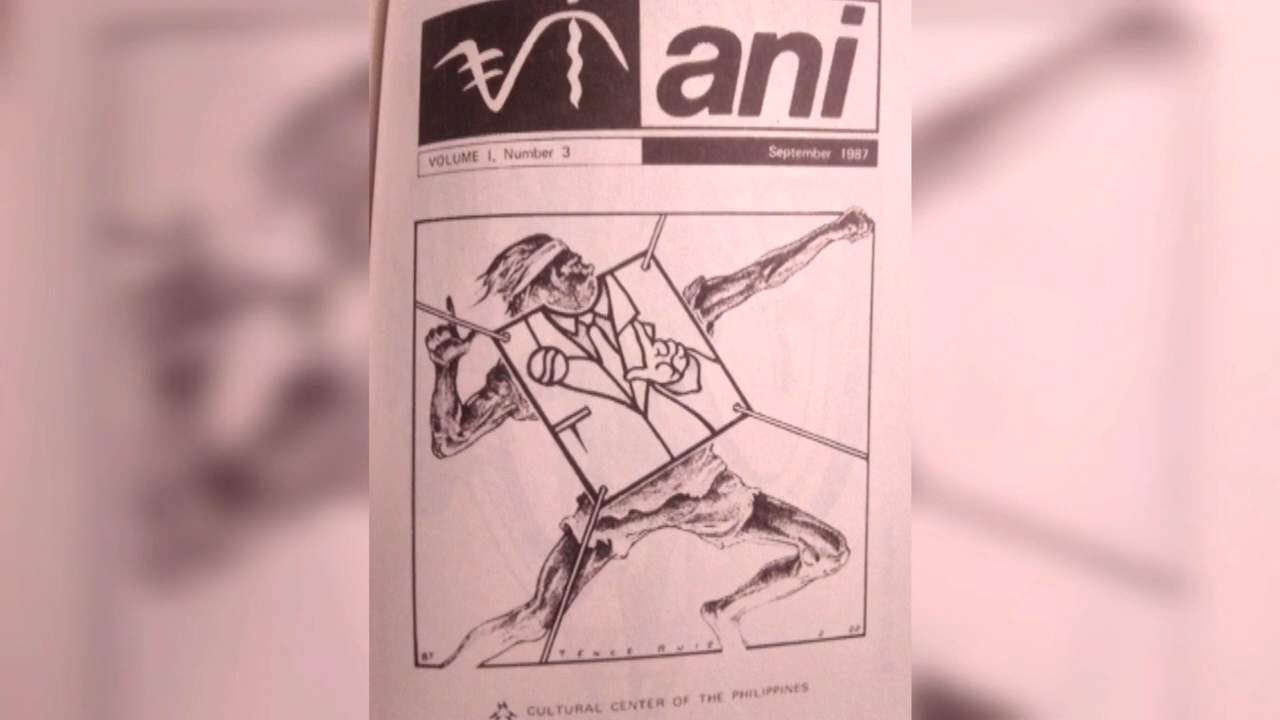 ani
VOLUME I, Number 3
September 1987
87
TENCE RUIZ
CULTURAL CENTER OF THE PHILIPPINES